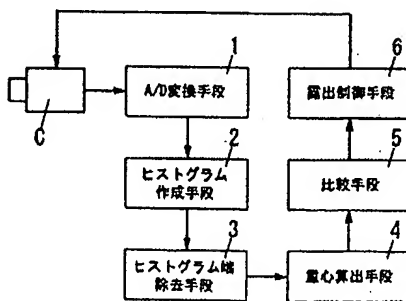 1
6
A/D変換手段
露出制御手段
C
2
5
ヒストグラム
作成手段
比較手段
3
4
ヒストグラム端
除去手段
重心算出手段